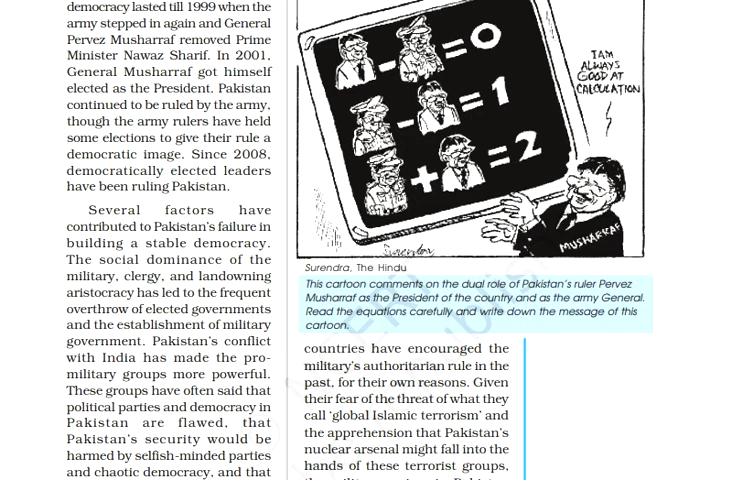 democracy lasted till 1999 when the
army stepped in again and General
Pervez Musharraf removed Prime
Minister Nawaz Sharif. In 2001,
General Musharraf got himself
elected as the President. Pakistan
continued to be ruled by the army,
though the army rulers have held
some elections to give their rule a
democratic image. Since 2008,
democratically elected leaders
have been ruling Pakistan.
Several factors have
contributed to Pakistan's failure in
building a stable democracy.
The social dominance of the
military, clergy, and landowning
aristocracy has led to the frequent
overthrow of elected governments
and the establishment of military
government. Pakistan's conflict
with India has made the pro-
military groups more powerful.
These groups have often said that
political parties and democracy in
Pakistan are flawed, that
Pakistan's security would be
harmed by selfish-minded parties
and chaotic democracy, and that
- = 0
- = 1
+ = 2
IAM
ALWAYS
GOOD AT
CALCULATION
MUSHARRAF
Surendra
Surendra, The Hindu
This cartoon comments on the dual role of Pakistan's ruler Pervez
Musharraf as the President of the country and as the army General.
Read the equations carefully and write down the message of this
cartoon.
countries have encouraged the
military's authoritarian rule in the
past, for their own reasons. Given
their fear of the threat of what they
call 'global Islamic terrorism' and
the apprehension that Pakistan's
nuclear arsenal might fall into the
hands of these terrorist groups,